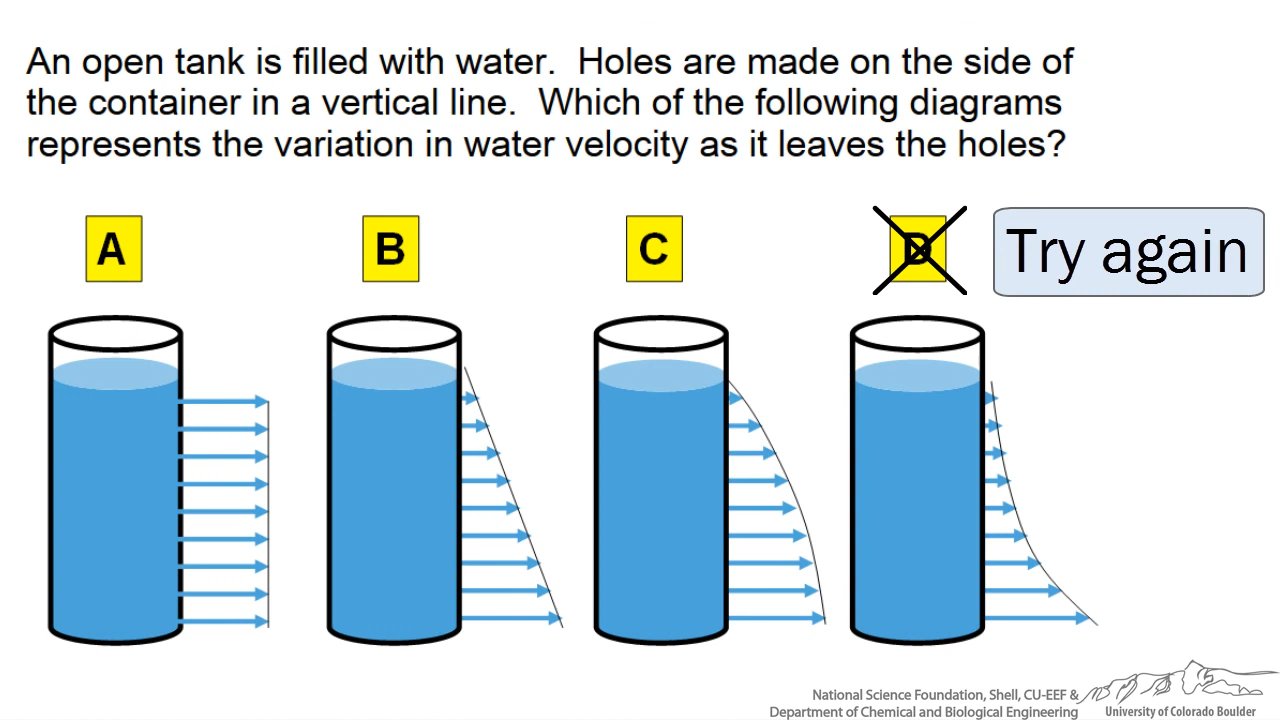 An open tank is filled with water. Holes are made on the side of
the container in a vertical line. Which of the following diagrams
represents the variation in water velocity as it leaves the holes?
A
B
C
D
Try again
National Science Foundation, Shell, CU-EEF &
Department of Chemical and Biological Engineering
University of Colorado Boulder